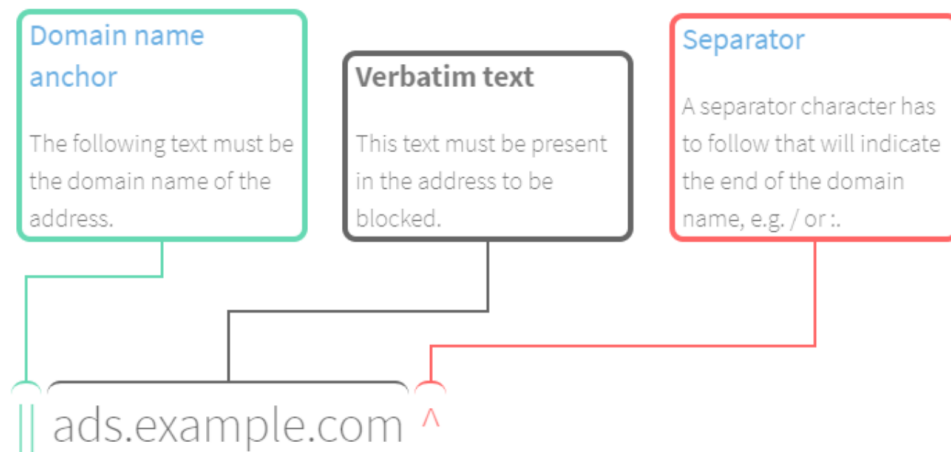 Domain name
anchor
The following text must be
the domain name of the
address.
Verbatim text
This text must be present
in the address to be
blocked.
Separator
A separator character has
to follow that will indicate
the end of the domain
name, e.g. / or :.
|| ads.example.com ^